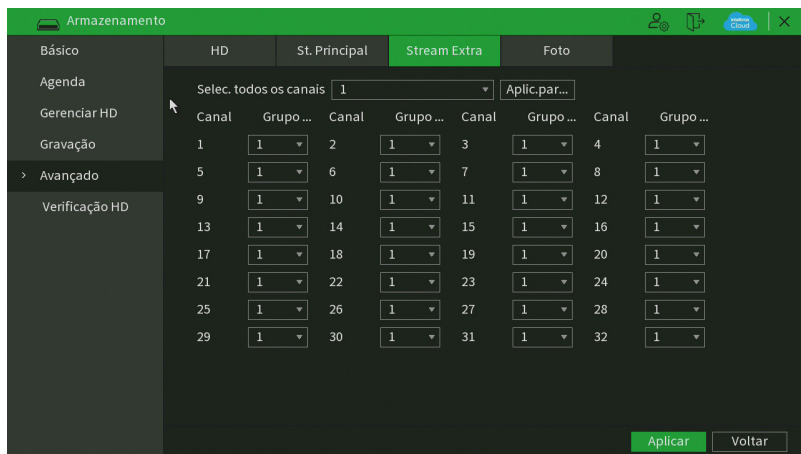 Armazenamento
intelbras Cloud
Básico
Agenda
Gerenciar HD
Gravação
> Avançado
Verificação HD
HD St. Principal Stream Extra Foto
Selec. todos os canais 1 Aplic.par...
Canal Grupo ... Canal Grupo ... Canal Grupo ... Canal Grupo ...
1 1 2 1 3 1 4 1
5 1 6 1 7 1 8 1
9 1 10 1 11 1 12 1
13 1 14 1 15 1 16 1
17 1 18 1 19 1 20 1
21 1 22 1 23 1 24 1
25 1 26 1 27 1 28 1
29 1 30 1 31 1 32 1
Aplicar Voltar